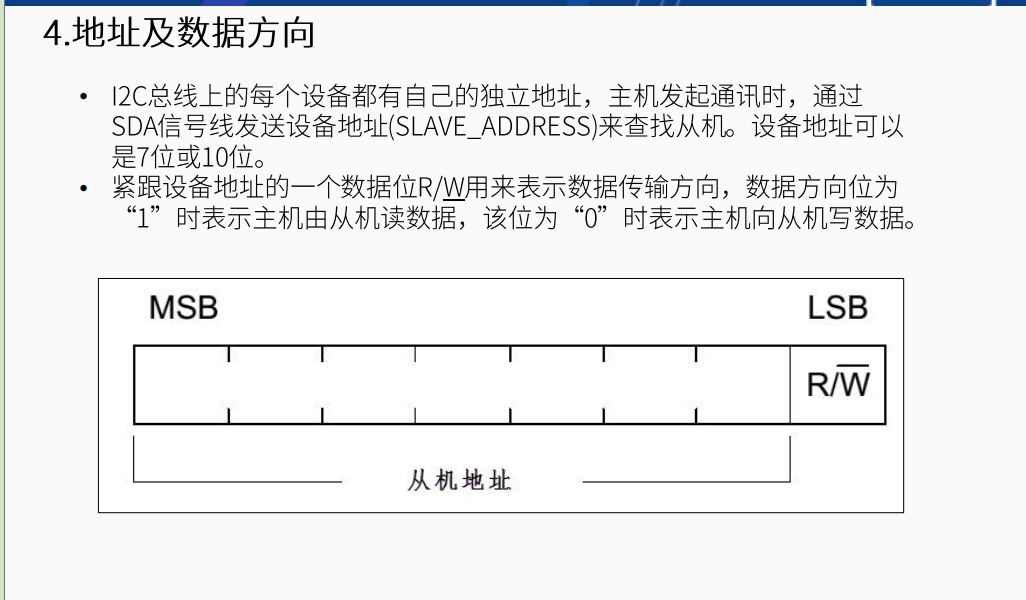 4.地址及数据方向
• I2C总线上的每个设备都有自己的独立地址，主机发起通讯时，通过
SDA信号线发送设备地址(SLAVE_ADDRESS)来查找从机。设备地址可以
是7位或10位。
• 紧跟设备地址的一个数据位R/W用来表示数据传输方向，数据方向位为
“1”时表示主机由从机读数据，该位为“0”时表示主机向从机写数据。
MSB LSB
R/W̅
从机地址